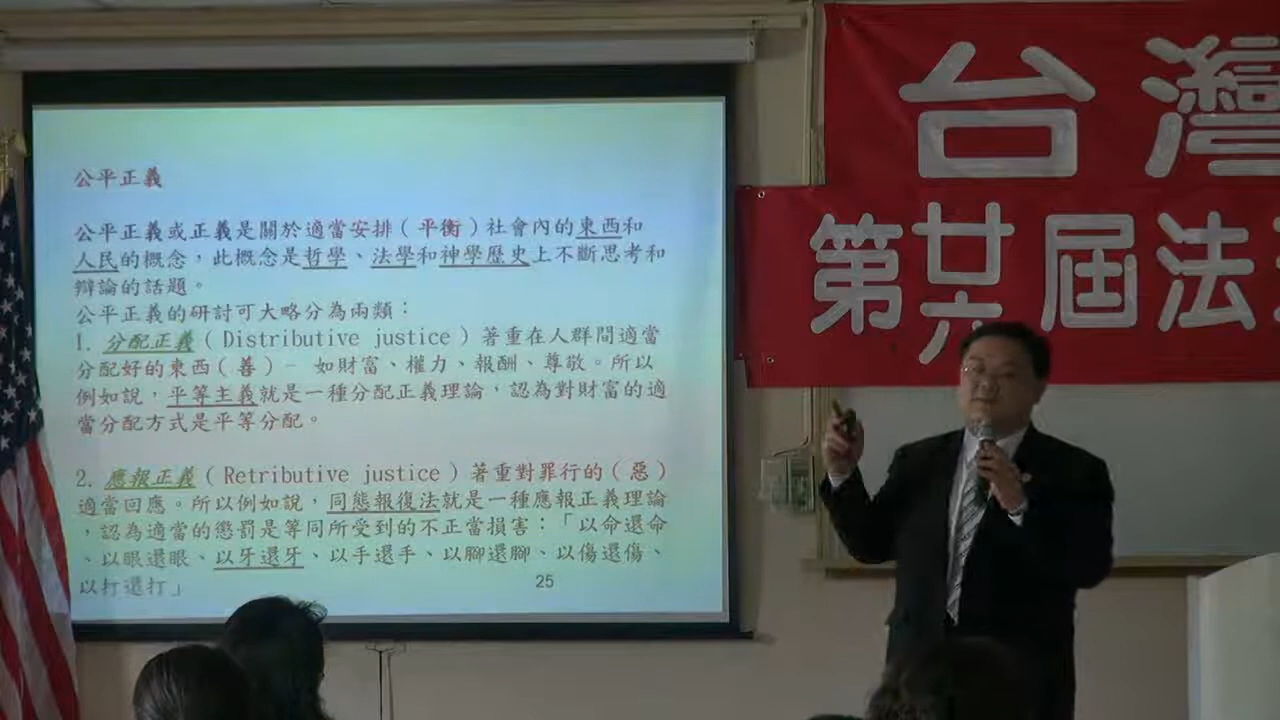 公平正義
公平正義或正義是關於適當安排（平衡）社會內的東西和
人民的概念，此概念是哲學、法學和神學歷史上不斷思考和
辯論的話題。
公平正義的研討可大略分為兩類：
1. 分配正義（Distributive justice）著重在人群間適當
分配好的東西（善）– 如財富、權力、報酬、尊敬。所以
例如說，平等主義就是一種分配正義理論，認為對財富的適
當分配方式是平等分配。
2. 應報正義（Retributive justice）著重對罪行的（惡）
適當回應。所以例如說，同態報復法就是一種應報正義理論
，認為適當的懲罰是等同所受到的不正當損害：「以命還命
、以眼還眼、以牙還牙、以手還手、以腳還腳、以傷還傷、
以打還打」
25
台灣
第廿六屆法